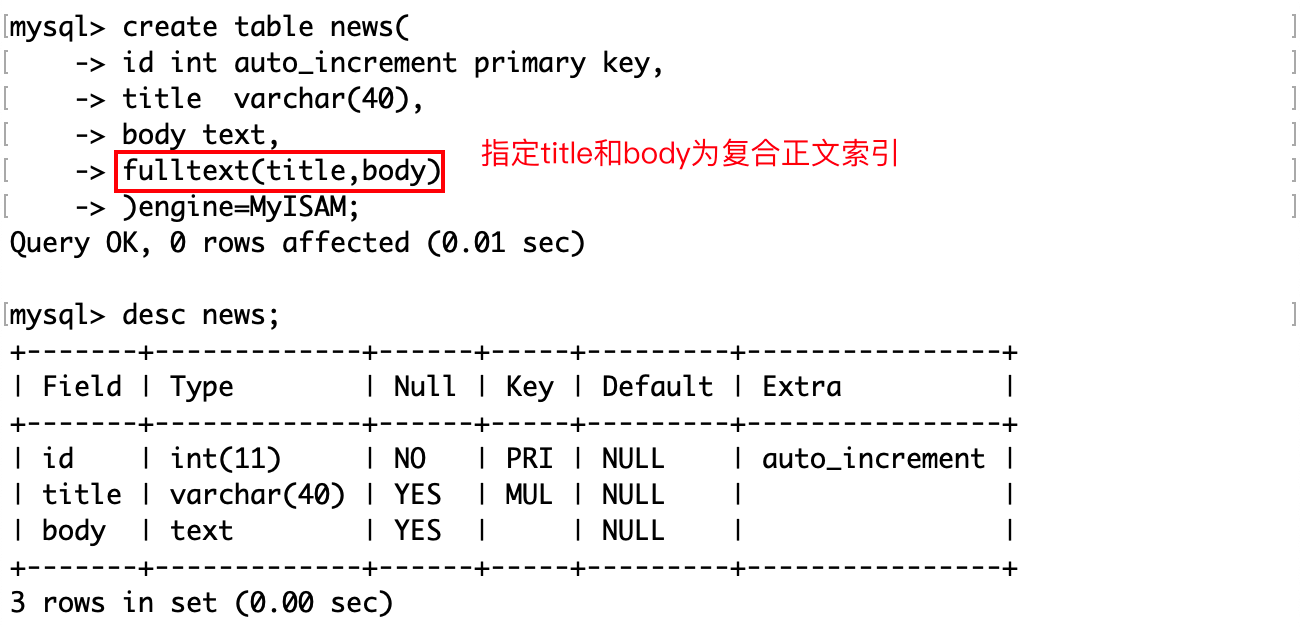 [mysql> create table news( ]
[    -> id int auto_increment primary key, ]
[    -> title  varchar(40), ]
[    -> body text, ]
指定title和body为复合正文索引
[    -> fulltext(title,body) ]
[    -> )engine=MyISAM; ]
Query OK, 0 rows affected (0.01 sec)
[mysql> desc news; ]
+-------+-------------+------+-----+---------+----------------+
| Field | Type        | Null | Key | Default | Extra          |
+-------+-------------+------+-----+---------+----------------+
| id    | int(11)     | NO   | PRI | NULL    | auto_increment |
| title | varchar(40) | YES  | MUL | NULL    |                |
| body  | text        | YES  |     | NULL    |                |
+-------+-------------+------+-----+---------+----------------+
3 rows in set (0.00 sec)